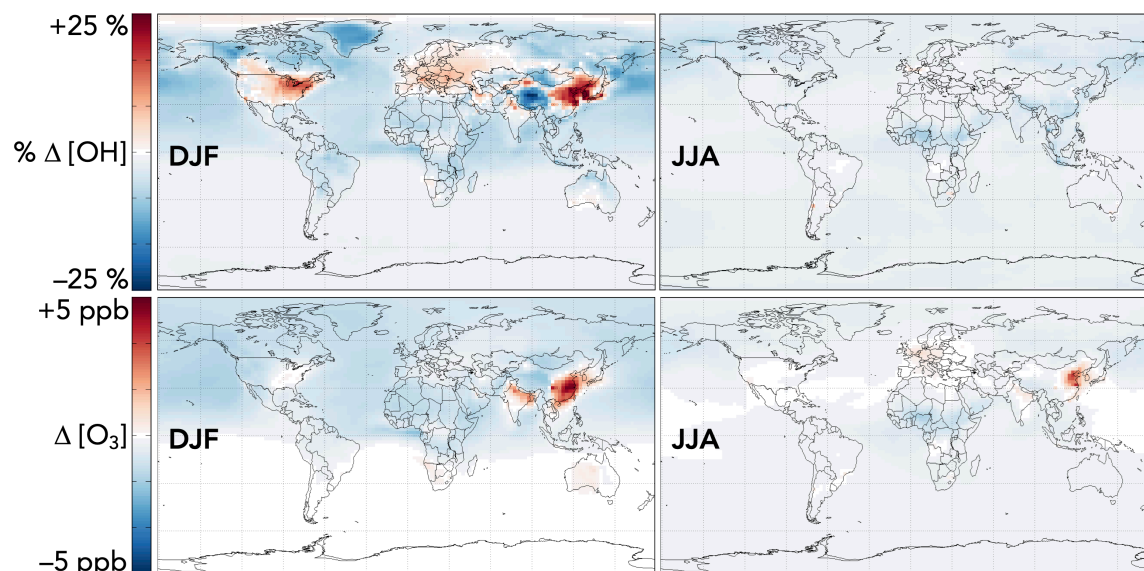 +25 %
% Δ [OH]
–25 %
DJF
JJA
+5 ppb
Δ [O₃]
–5 ppb
DJF
JJA